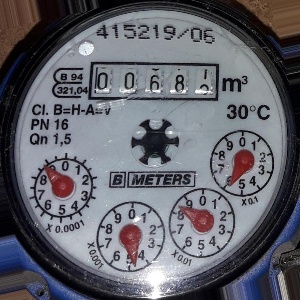 415219/06
B 94
321.04
m³
Cl. B=H-A=V
30°C
PN 16
Qn 1,5
B METERS
X 0.1
X 0.0001
X 0.001
X 0.01